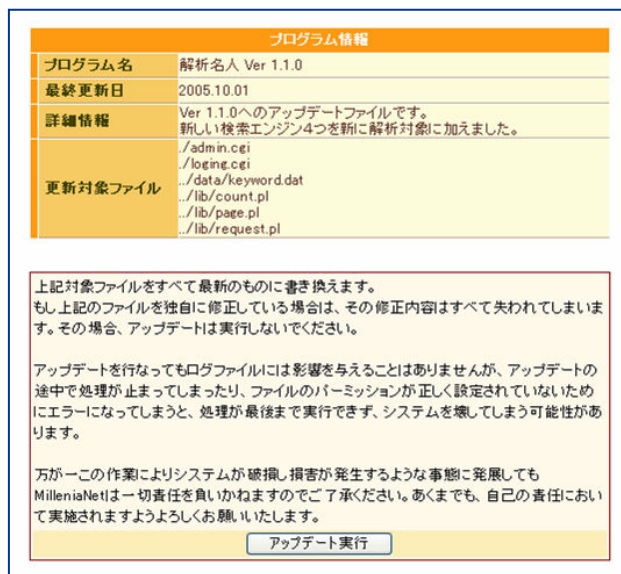 プログラム情報
プログラム名 解析名人 Ver 1.1.0
最終更新日 2005.10.01
詳細情報 Ver 1.1.0へのアップデートファイルです。
新しい検索エンジン4つを新に解析対象に加えました。
更新対象ファイル ./admin.cgi
./loging.cgi
../data/keyword.dat
../lib/count.pl
../lib/page.pl
../lib/request.pl
上記対象ファイルをすべて最新のものに書き換えます。
もし上記のファイルを独自に修正している場合は、その修正内容はすべて失われてしまいま
す。その場合、アップデートは実行しないでください。
アップデートを行なってもログファイルには影響を与えることはありませんが、アップデートの
途中で処理が止まってしまったり、ファイルのパーミッションが正しく設定されていないため
にエラーになってしまうと、処理が最後まで実行できず、システムを壊してしまう可能性があ
ります。
万が一この作業によりシステムが破損し損害が発生するような事態に発展しても
MilleniaNetは一切責任を負いかねますのでご了承ください。あくまでも、自己の責任におい
て実施されますようよろしくお願いいたします。
アップデート実行